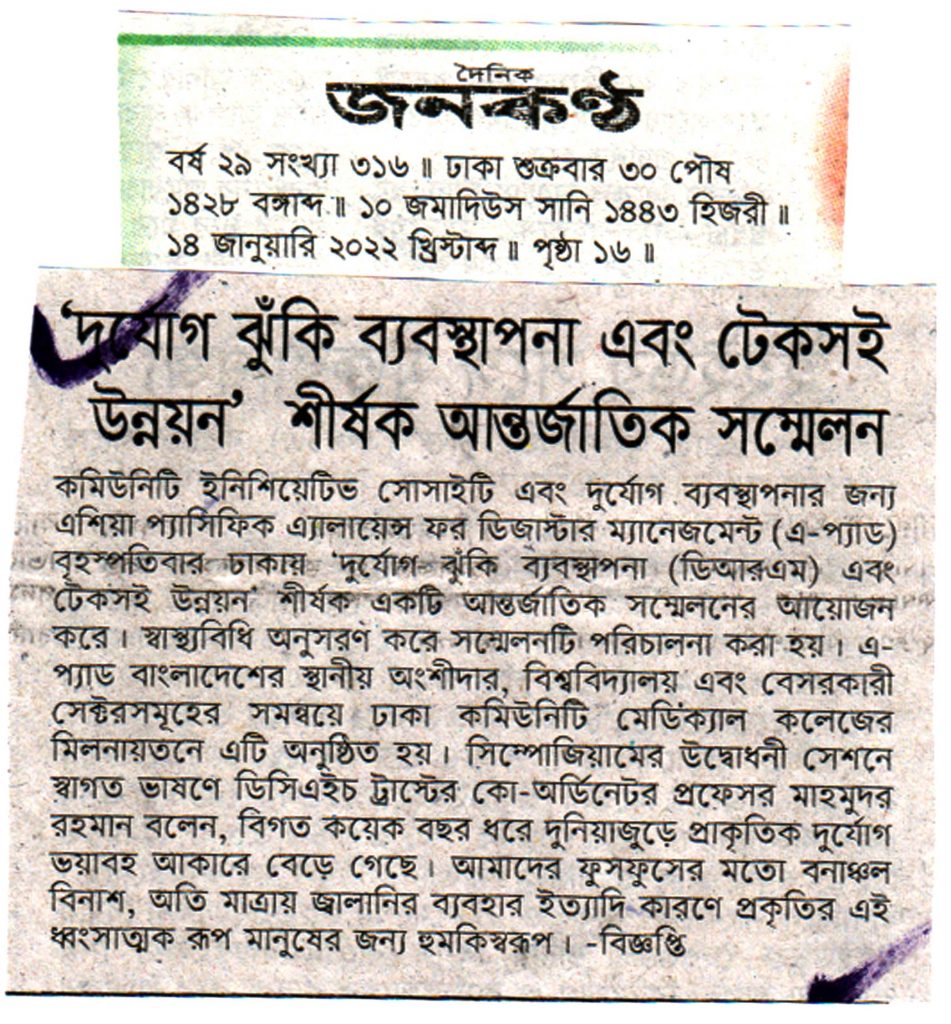 দৈনিক
জনকণ্ঠ
বর্ষ ২৯ সংখ্যা ৩১৬ ॥ ঢাকা শুক্রবার ৩০ পৌষ
১৪২৮ বঙ্গাব্দ ॥ ১০ জমাদিউস সানি ১৪৪৩ হিজরী ॥
১৪ জানুয়ারি ২০২২ খ্রিস্টাব্দ ॥ পৃষ্ঠা ১৬ ॥
‘দুর্যোগ ঝুঁকি ব্যবস্থাপনা এবং টেকসই
উন্নয়ন’ শীর্ষক আন্তর্জাতিক সম্মেলন
কমিউনিটি ইনিশিয়েটিভ সোসাইটি এবং দুর্যোগ ব্যবস্থাপনার জন্য
এশিয়া প্যাসিফিক এ্যালায়েন্স ফর ডিজাস্টার ম্যানেজমেন্ট (এ-প্যাড)
বৃহস্পতিবার ঢাকায় ‘দুর্যোগ ঝুঁকি ব্যবস্থাপনা (ডিআরএম) এবং
টেকসই উন্নয়ন’ শীর্ষক একটি আন্তর্জাতিক সম্মেলনের আয়োজন
করে। স্বাস্থ্যবিধি অনুসরণ করে সম্মেলনটি পরিচালনা করা হয়। এ-
প্যাড বাংলাদেশের স্থানীয় অংশীদার, বিশ্ববিদ্যালয় এবং বেসরকারী
সেক্টরসমূহের সমন্বয়ে ঢাকা কমিউনিটি মেডিক্যাল কলেজের
মিলনায়তনে এটি অনুষ্ঠিত হয়। সিম্পোজিয়ামের উদ্বোধনী সেশনে
স্বাগত ভাষণে ডিসিএইচ ট্রাস্টের কো-অর্ডিনেটর প্রফেসর মাহমুদর
রহমান বলেন, বিগত কয়েক বছর ধরে দুনিয়াজুড়ে প্রাকৃতিক দুর্যোগ
ভয়াবহ আকারে বেড়ে গেছে। আমাদের ফুসফুসের মতো বনাঞ্চল
বিনাশ, অতি মাত্রায় জ্বালানির ব্যবহার ইত্যাদি কারণে প্রকৃতির এই
ধ্বংসাত্মক রূপ মানুষের জন্য হুমকিস্বরূপ। -বিজ্ঞপ্তি